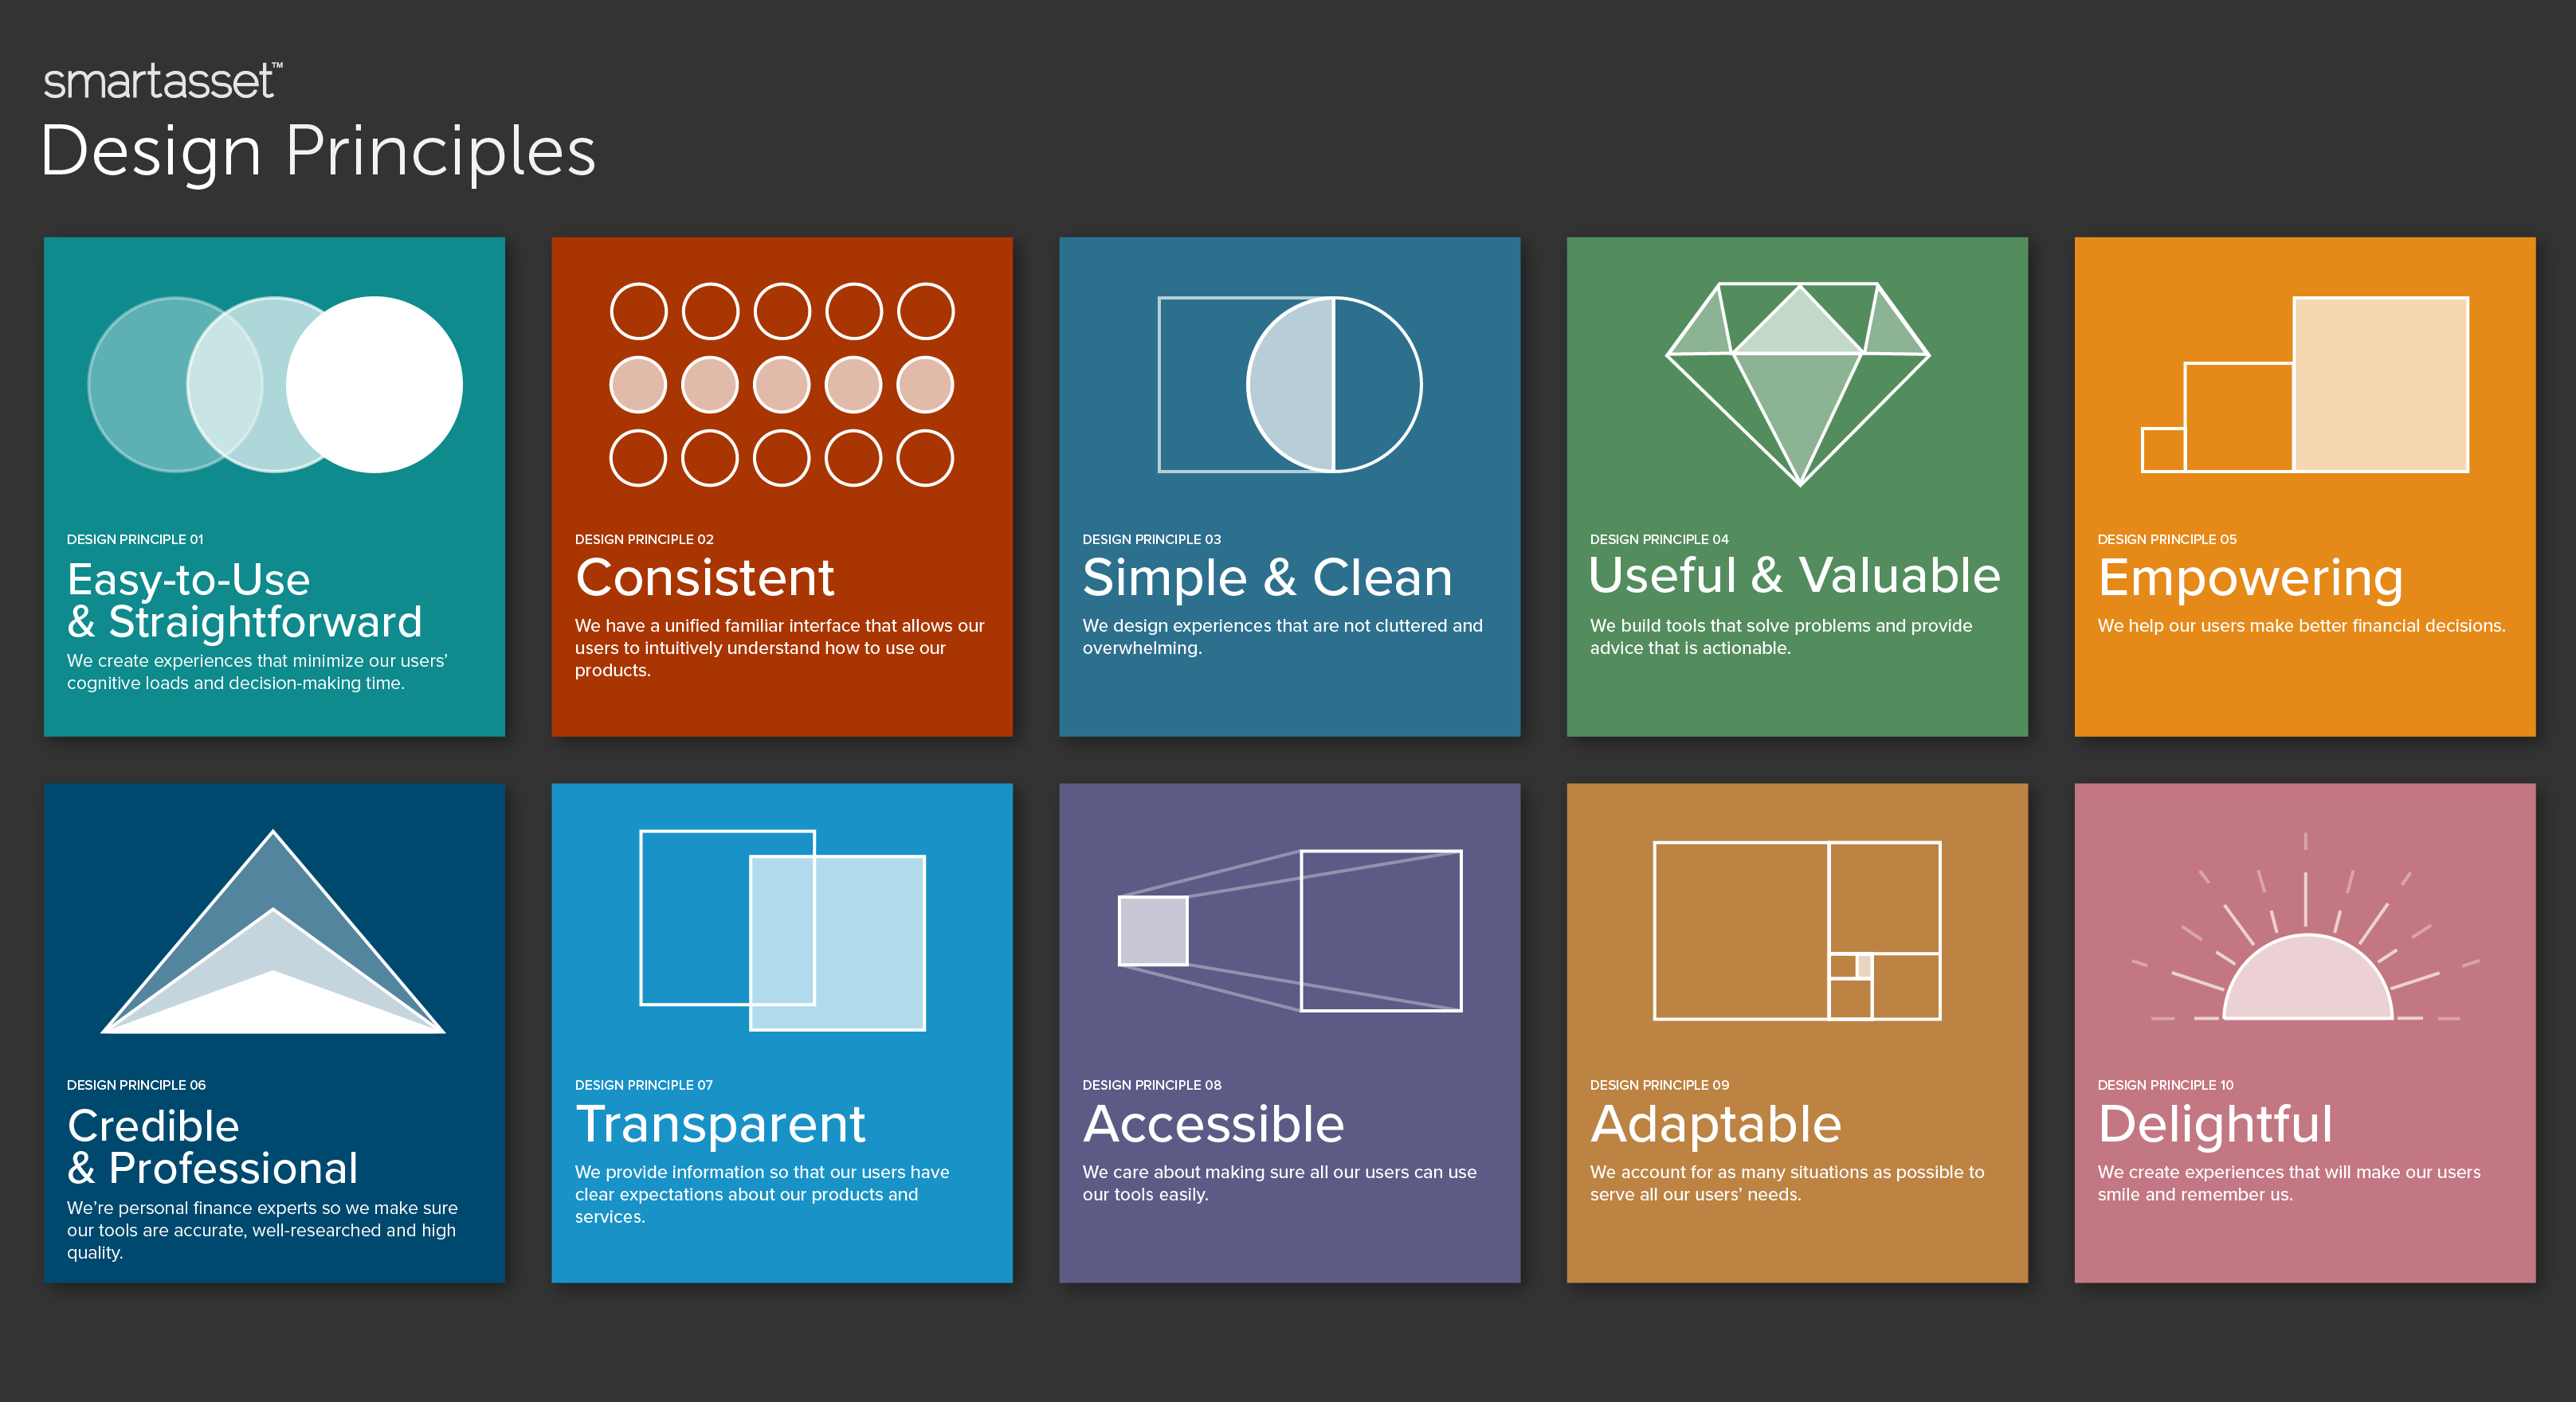 smartasset™
Design Principles
DESIGN PRINCIPLE 01
Easy-to-Use
& Straightforward
We create experiences that minimize our users’
cognitive loads and decision-making time.
DESIGN PRINCIPLE 02
Consistent
We have a unified familiar interface that allows our
users to intuitively understand how to use our
products.
DESIGN PRINCIPLE 03
Simple & Clean
We design experiences that are not cluttered and
overwhelming.
DESIGN PRINCIPLE 04
Useful & Valuable
We build tools that solve problems and provide
advice that is actionable.
DESIGN PRINCIPLE 05
Empowering
We help our users make better financial decisions.
DESIGN PRINCIPLE 06
Credible
& Professional
We’re personal finance experts so we make sure
our tools are accurate, well-researched and high
quality.
DESIGN PRINCIPLE 07
Transparent
We provide information so that our users have
clear expectations about our products and
services.
DESIGN PRINCIPLE 08
Accessible
We care about making sure all our users can use
our tools easily.
DESIGN PRINCIPLE 09
Adaptable
We account for as many situations as possible to
serve all our users’ needs.
DESIGN PRINCIPLE 10
Delightful
We create experiences that will make our users
smile and remember us.